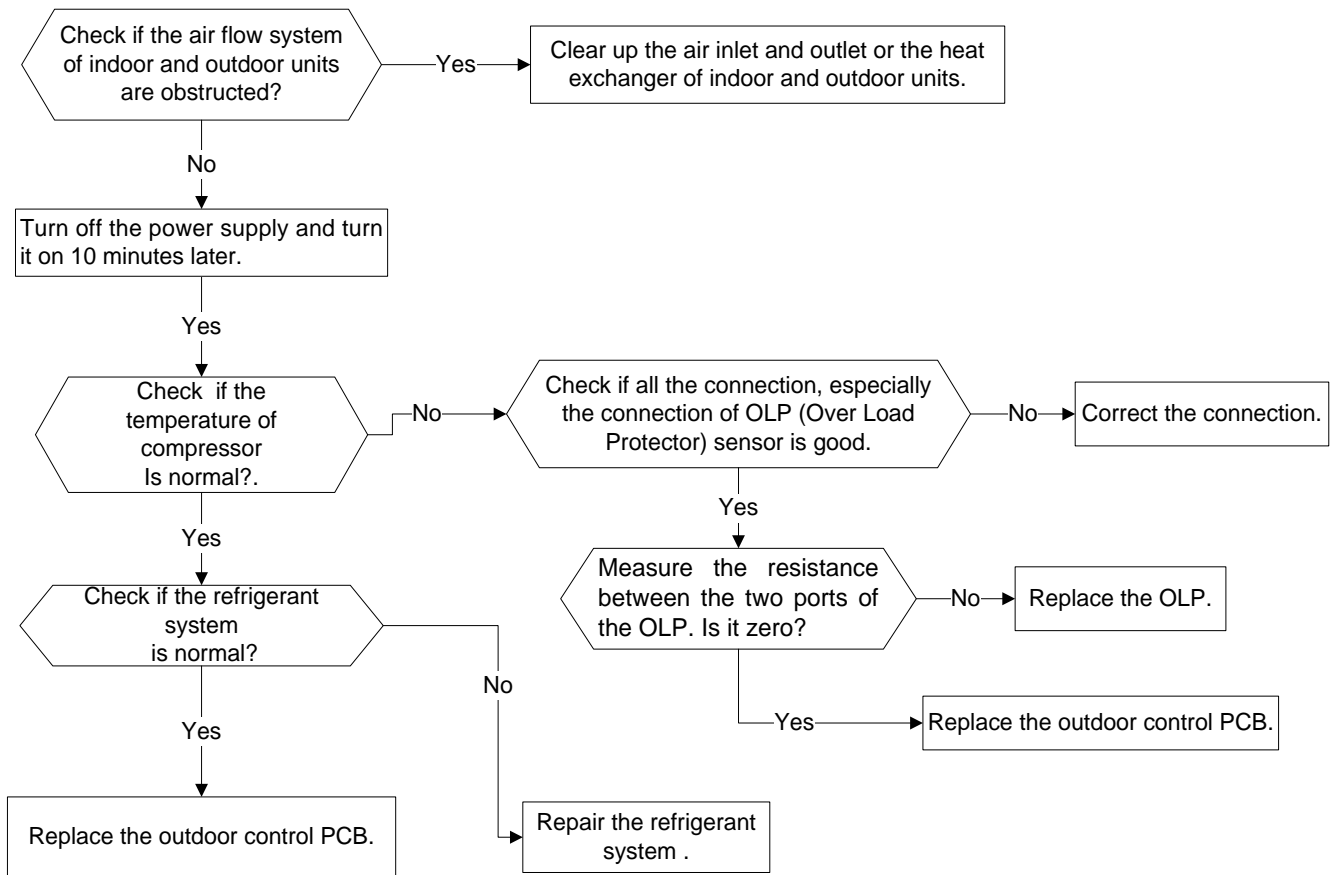 Check if the air flow system
of indoor and outdoor units
are obstructed?
Yes
Clear up the air inlet and outlet or the heat
exchanger of indoor and outdoor units.
No
Turn off the power supply and turn
it on 10 minutes later.
Yes
Check if the
temperature of
compressor
Is normal?.
No
Check if all the connection, especially
the connection of OLP (Over Load
Protector) sensor is good.
No
Correct the connection.
Yes
Yes
Measure the resistance
between the two ports of
the OLP. Is it zero?
No
Replace the OLP.
Check if the refrigerant
system
is normal?
No
Yes
Yes
Replace the outdoor control PCB.
Replace the outdoor control PCB.
Repair the refrigerant
system .